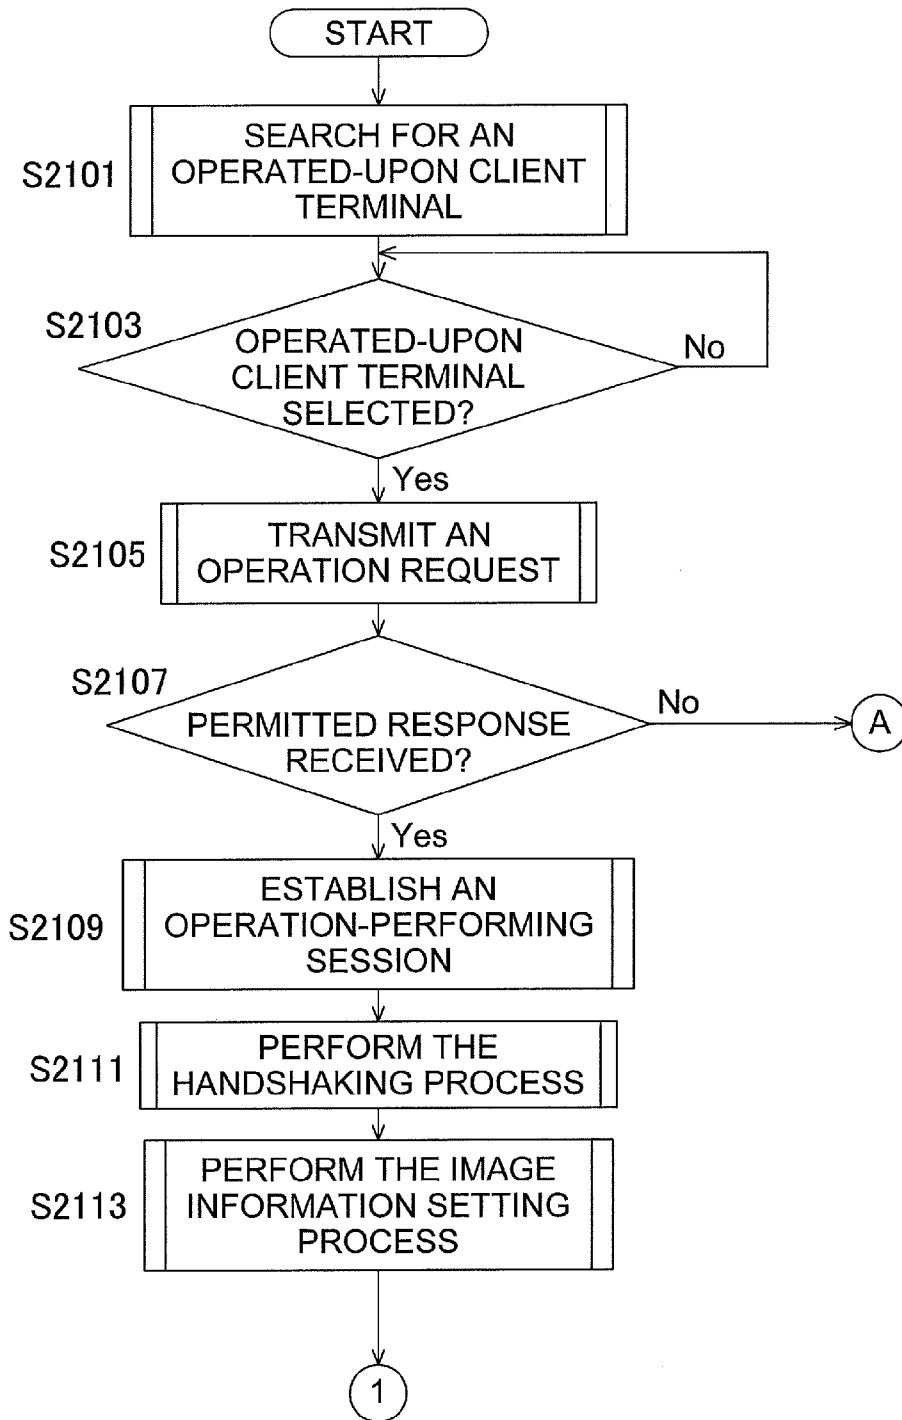 START
S2101
SEARCH FOR AN
OPERATED-UPON CLIENT
TERMINAL
S2103
OPERATED-UPON
CLIENT TERMINAL
SELECTED?
No
Yes
S2105
TRANSMIT AN
OPERATION REQUEST
S2107
PERMITTED RESPONSE
RECEIVED?
No
A
Yes
S2109
ESTABLISH AN
OPERATION-PERFORMING
SESSION
S2111
PERFORM THE
HANDSHAKING PROCESS
S2113
PERFORM THE IMAGE
INFORMATION SETTING
PROCESS
1